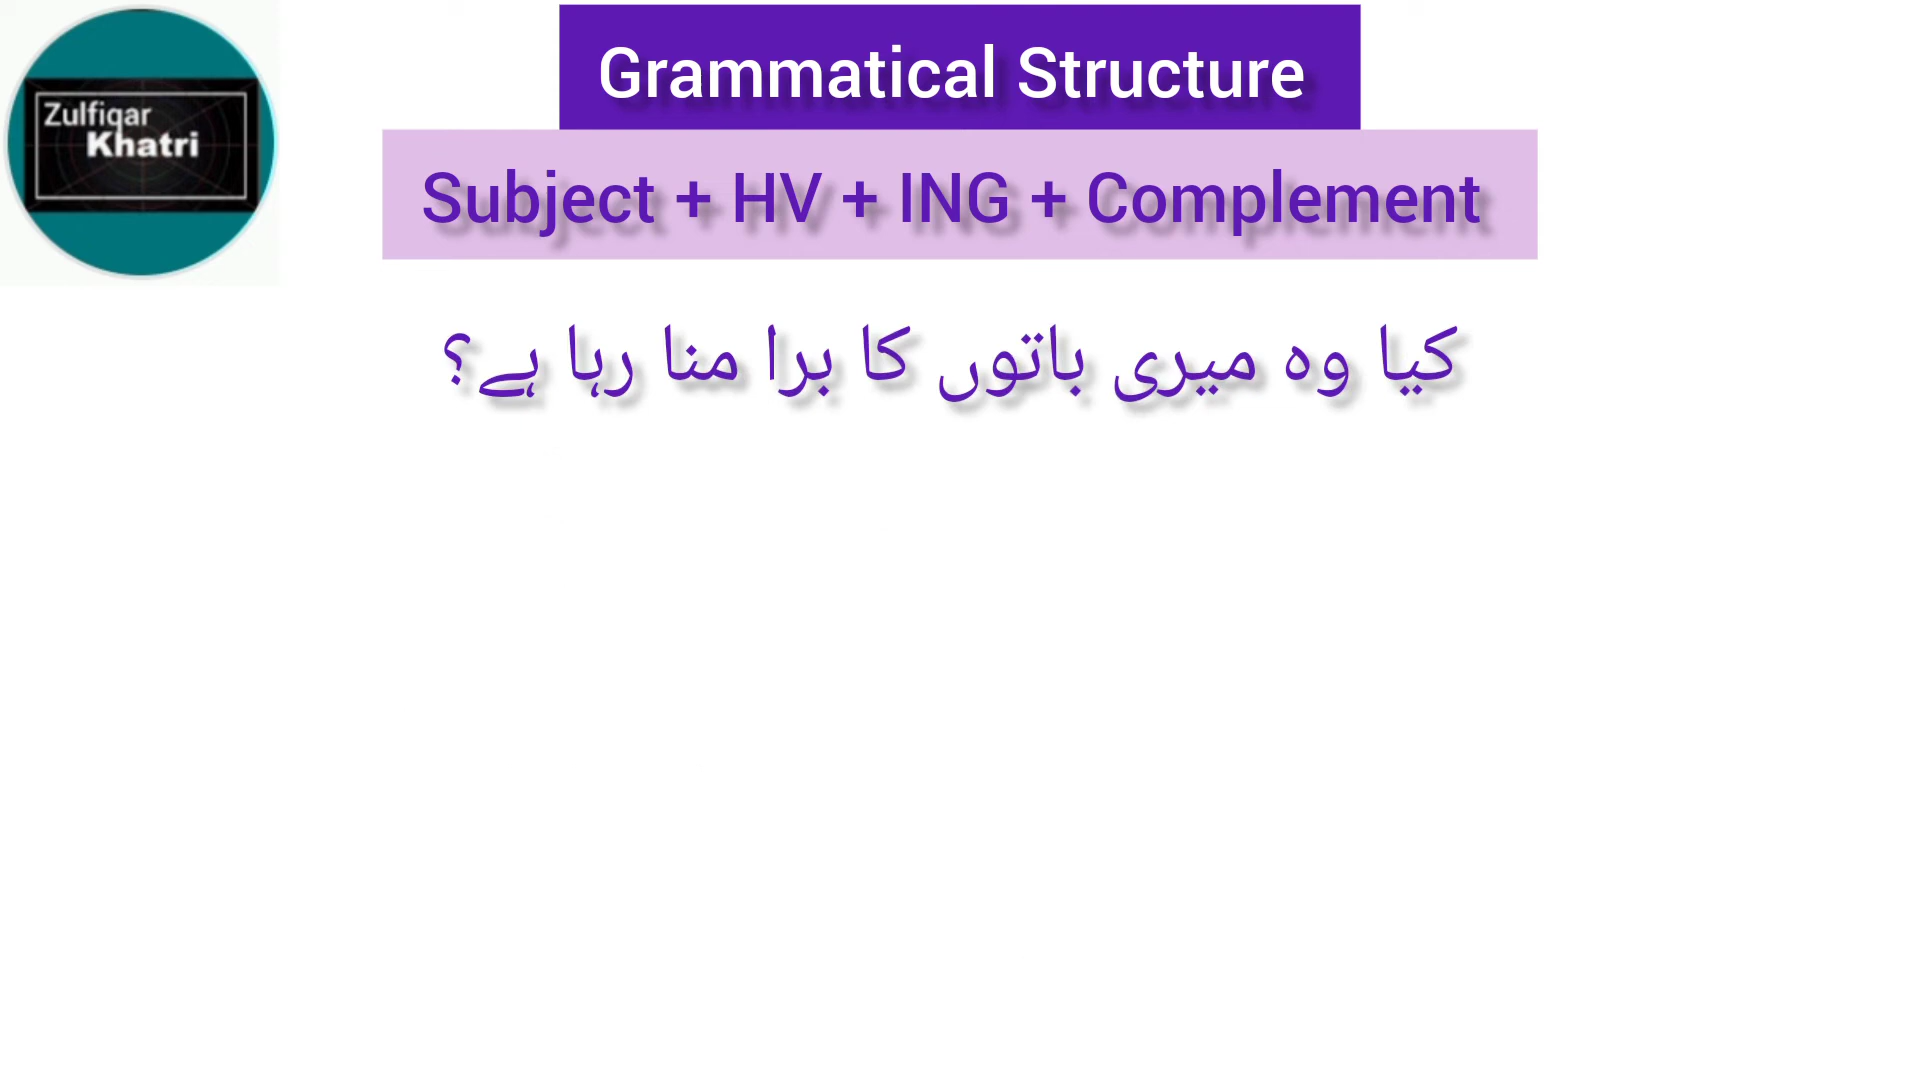 Zulfiqar
Khatri
Grammatical Structure
Subject + HV + ING + Complement
کیا وہ میری باتوں کا برا منا رہا ہے؟